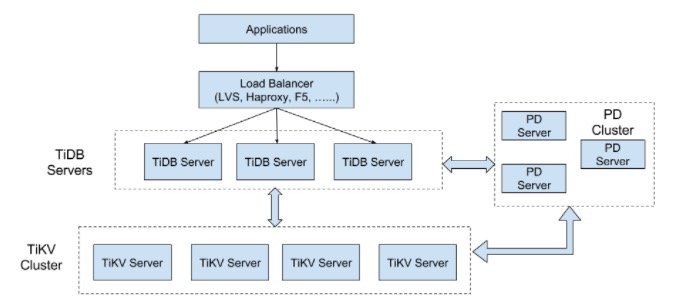 Applications
Load Balancer
(LVS, Haproxy, F5, …...)
TiDB
Servers
TiDB Server
TiDB Server
TiDB Server
PD
Server
PD
Cluster
PD
Server
PD
Server
TiKV
Cluster
TiKV Server
TiKV Server
TiKV Server
TiKV Server